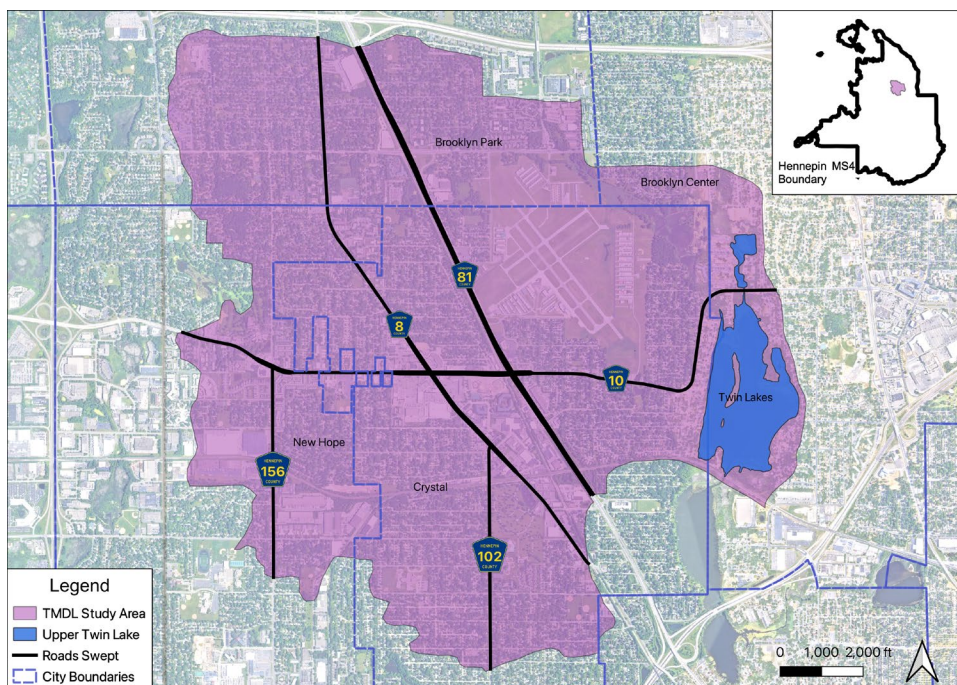 Hennepin MS4
Boundary
Brooklyn Park
Brooklyn Center
HENNEPIN
81
COUNTY
HENNEPIN
8
COUNTY
HENNEPIN
10
COUNTY
Twin Lakes
New Hope
HENNEPIN
156
COUNTY
Crystal
HENNEPIN
102
COUNTY
Legend
TMDL Study Area
Upper Twin Lake
Roads Swept
City Boundaries
0 1,000 2,000 ft